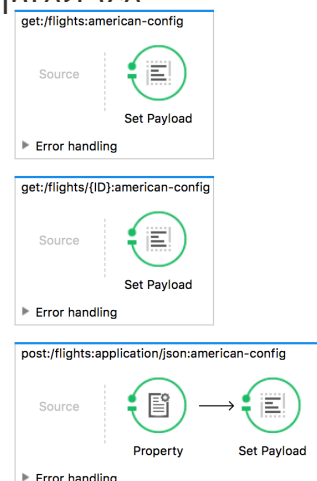 get:/flights:american-config
Source
Set Payload
Error handling
get:/flights/{ID}:american-config
Source
Set Payload
Error handling
post:/flights:application/json:american-config
Source
Property
Set Payload
Error handling